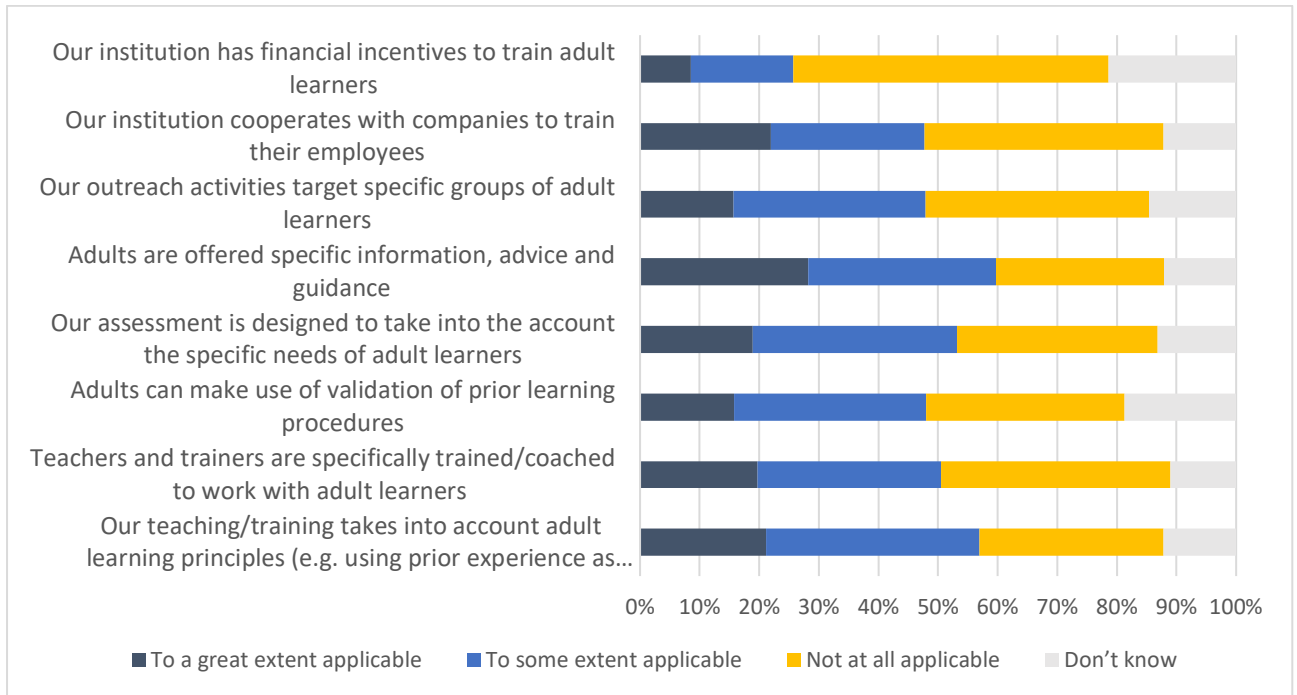 Our institution has financial incentives to train adult
learners
Our institution cooperates with companies to train
their employees
Our outreach activities target specific groups of adult
learners
Adults are offered specific information, advice and
guidance
Our assessment is designed to take into the account
the specific needs of adult learners
Adults can make use of validation of prior learning
procedures
Teachers and trainers are specifically trained/coached
to work with adult learners
Our teaching/training takes into account adult
learning principles (e.g. using prior experience as...
0% 10% 20% 30% 40% 50% 60% 70% 80% 90% 100%
To a great extent applicable To some extent applicable Not at all applicable Don’t know